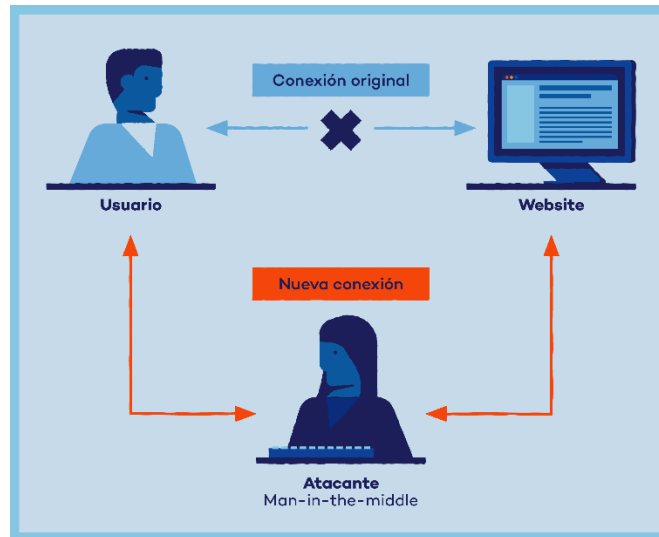 Conexión original
Usuario
Website
Nueva conexión
Atacante
Man-in-the-middle